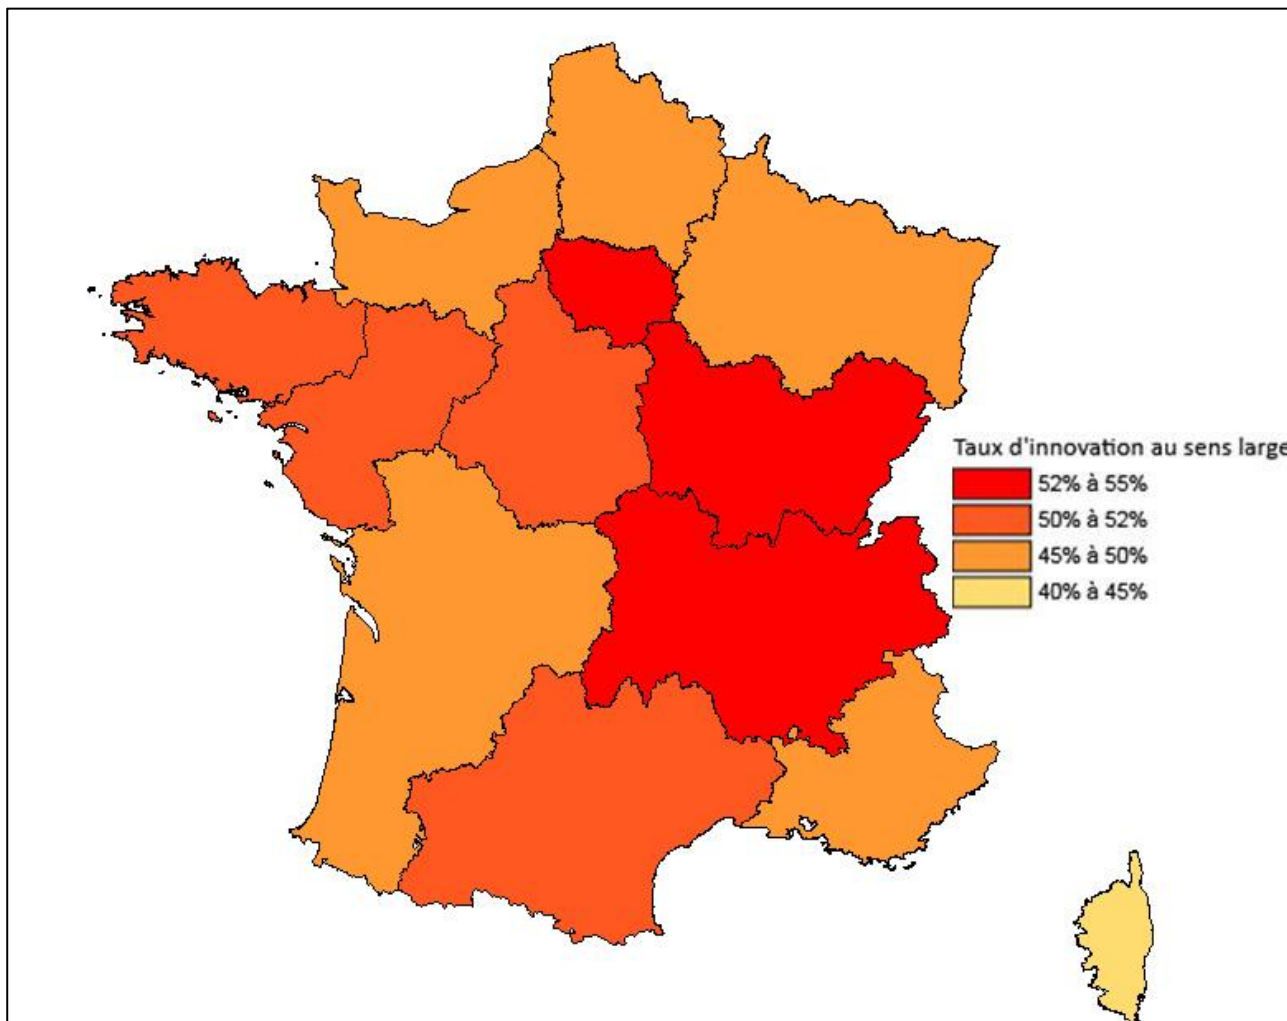 Taux d'innovation au sens large
52% à 55%
50% à 52%
45% à 50%
40% à 45%